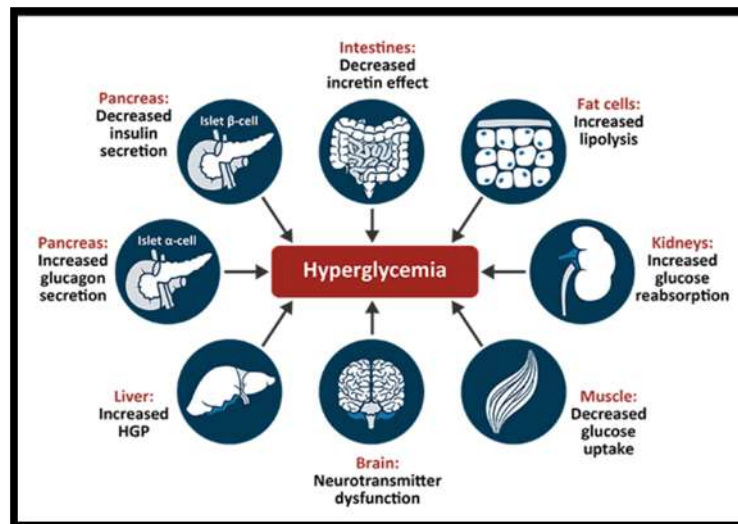 Intestines:
Decreased
incretin effect
Pancreas:
Decreased
insulin
secretion
Islet β-cell
Fat cells:
Increased
lipolysis
Pancreas:
Increased
glucagon
secretion
Islet α-cell
Hyperglycemia
Kidneys:
Increased
glucose
reabsorption
Liver:
Increased
HGP
Brain:
Neurotransmitter
dysfunction
Muscle:
Decreased
glucose
uptake